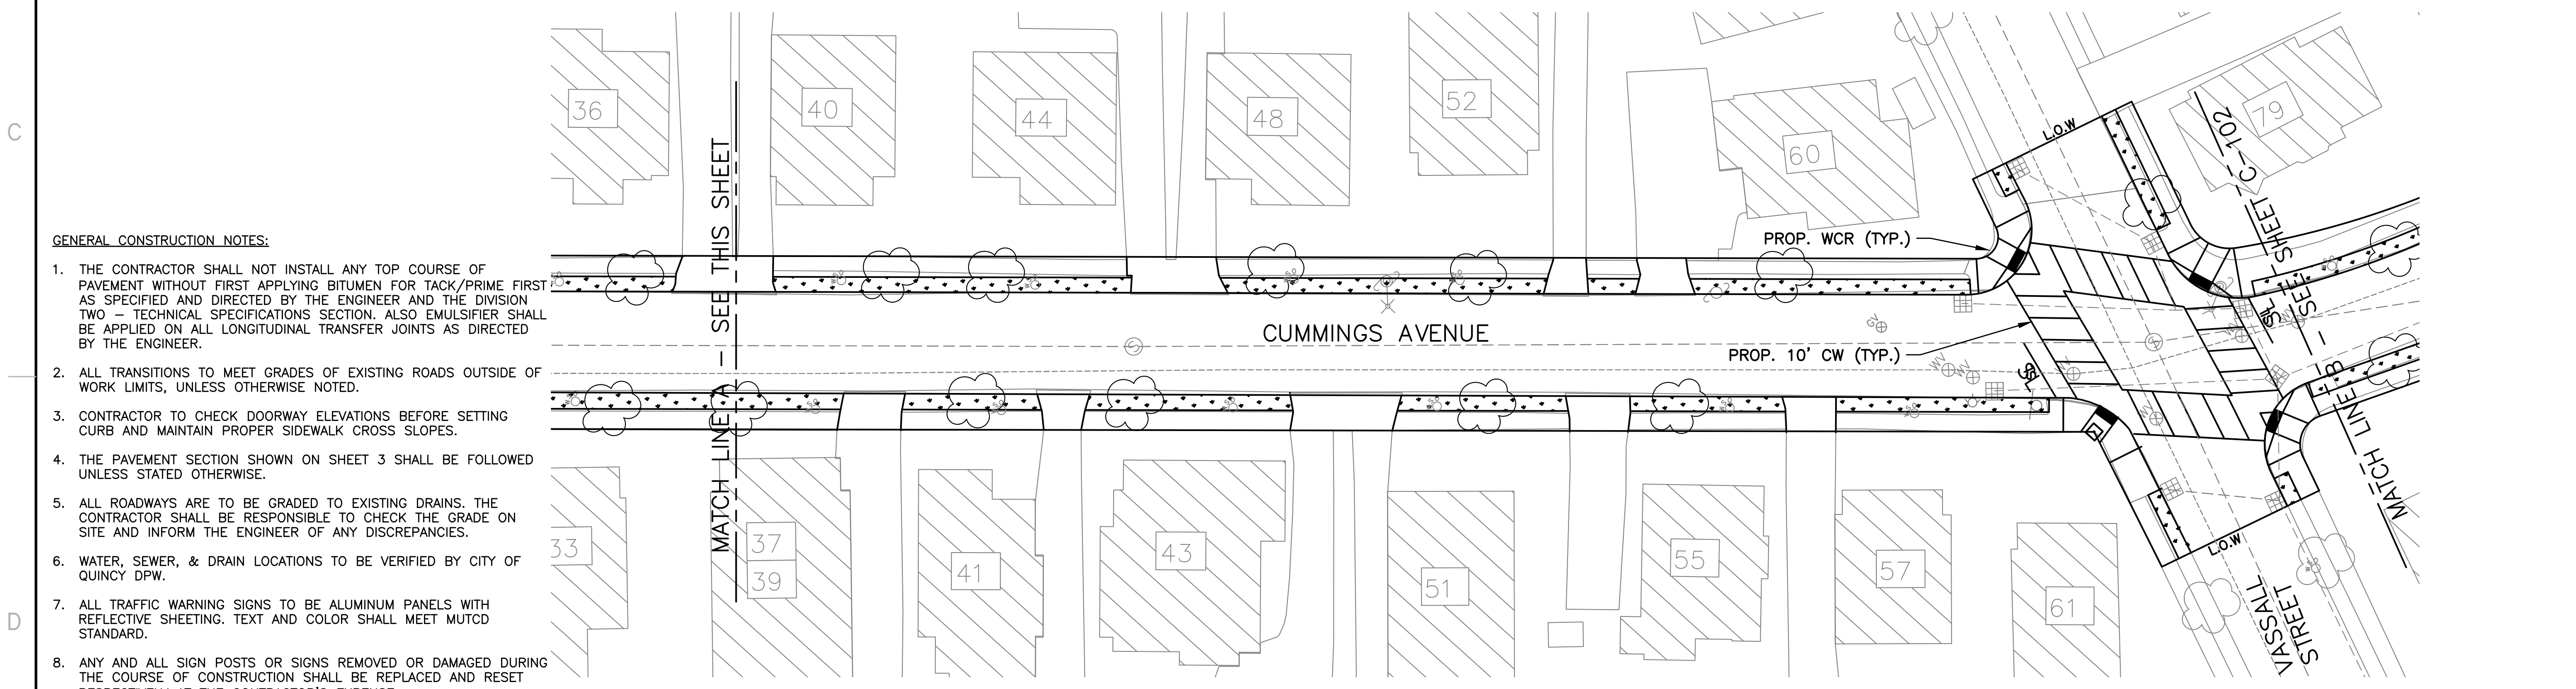 C
D
GENERAL CONSTRUCTION NOTES:
1. THE CONTRACTOR SHALL NOT INSTALL ANY TOP COURSE OF
PAVEMENT WITHOUT FIRST APPLYING BITUMEN FOR TACK/PRIME FIRST
AS SPECIFIED AND DIRECTED BY THE ENGINEER AND THE DIVISION
TWO – TECHNICAL SPECIFICATIONS SECTION. ALSO EMULSIFIER SHALL
BE APPLIED ON ALL LONGITUDINAL TRANSFER JOINTS AS DIRECTED
BY THE ENGINEER.
2. ALL TRANSITIONS TO MEET GRADES OF EXISTING ROADS OUTSIDE OF
WORK LIMITS, UNLESS OTHERWISE NOTED.
3. CONTRACTOR TO CHECK DOORWAY ELEVATIONS BEFORE SETTING
CURB AND MAINTAIN PROPER SIDEWALK CROSS SLOPES.
4. THE PAVEMENT SECTION SHOWN ON SHEET 3 SHALL BE FOLLOWED
UNLESS STATED OTHERWISE.
5. ALL ROADWAYS ARE TO BE GRADED TO EXISTING DRAINS. THE
CONTRACTOR SHALL BE RESPONSIBLE TO CHECK THE GRADE ON
SITE AND INFORM THE ENGINEER OF ANY DISCREPANCIES.
6. WATER, SEWER, & DRAIN LOCATIONS TO BE VERIFIED BY CITY OF
QUINCY DPW.
7. ALL TRAFFIC WARNING SIGNS TO BE ALUMINUM PANELS WITH
REFLECTIVE SHEETING. TEXT AND COLOR SHALL MEET MUTCD
STANDARD.
8. ANY AND ALL SIGN POSTS OR SIGNS REMOVED OR DAMAGED DURING
THE COURSE OF CONSTRUCTION SHALL BE REPLACED AND RESET
36
40
44
48
52
60
79
MATCH LINE A – SEE THIS SHEET
L.O.W
PROP. WCR (TYP.)
CUMMINGS AVENUE
PROP. 10' CW (TYP.)
GV
WV
WV
S
S
SL
SL
MATCH LINE B – SEE SHEET C–102
33
37
39
41
43
51
55
57
61
L.O.W
VASSSALL
STREET